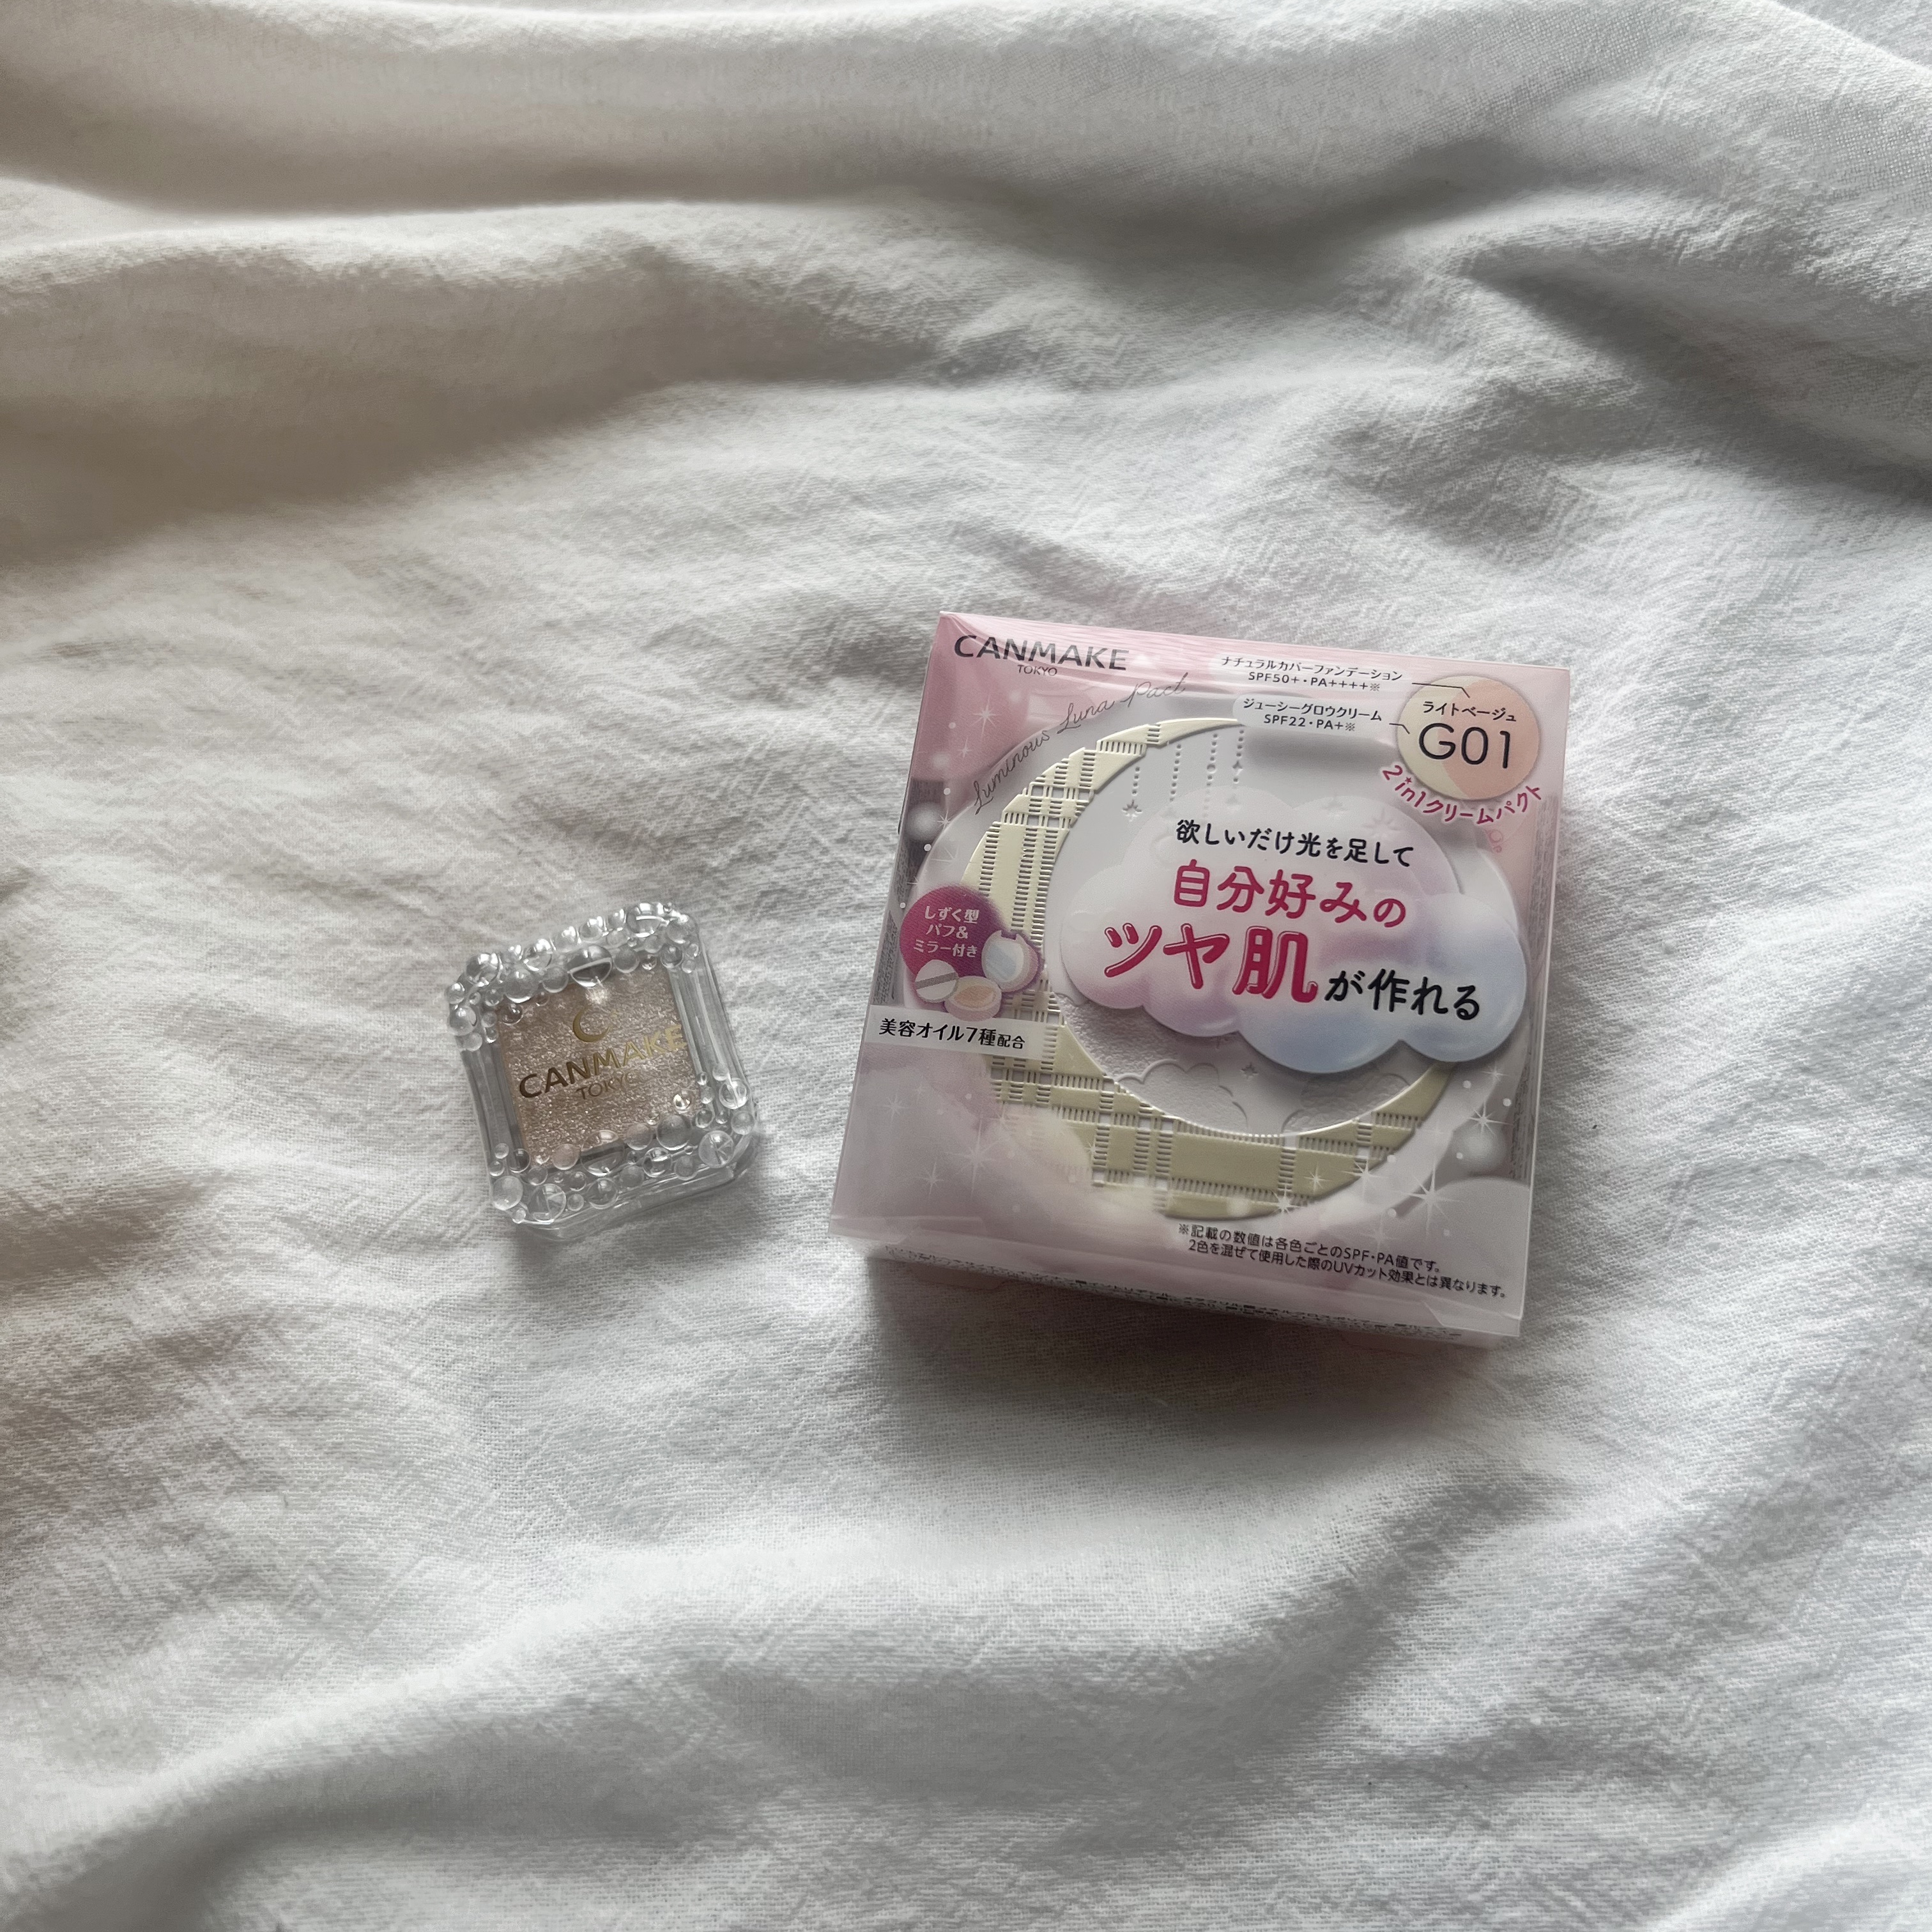 CANMAKE
TOKYO
CANMAKE
TOKYO
Luminous Luna Pact
ナチュラルカバーファンデーション
SPF50+・PA++++※
ジューシーグロウクリーム
SPF22・PA+※
ライトベージュ
G01
2in1クリームパクト
欲しいだけ光を足して
自分好みの
ツヤ肌が作れる
しずく型
パフ&
ミラー付き
美容オイル7種配合
※記載の数値は各色ごとのSPF・PA値です。
2色を混ぜて使用した際のUVカット効果とは異なります。